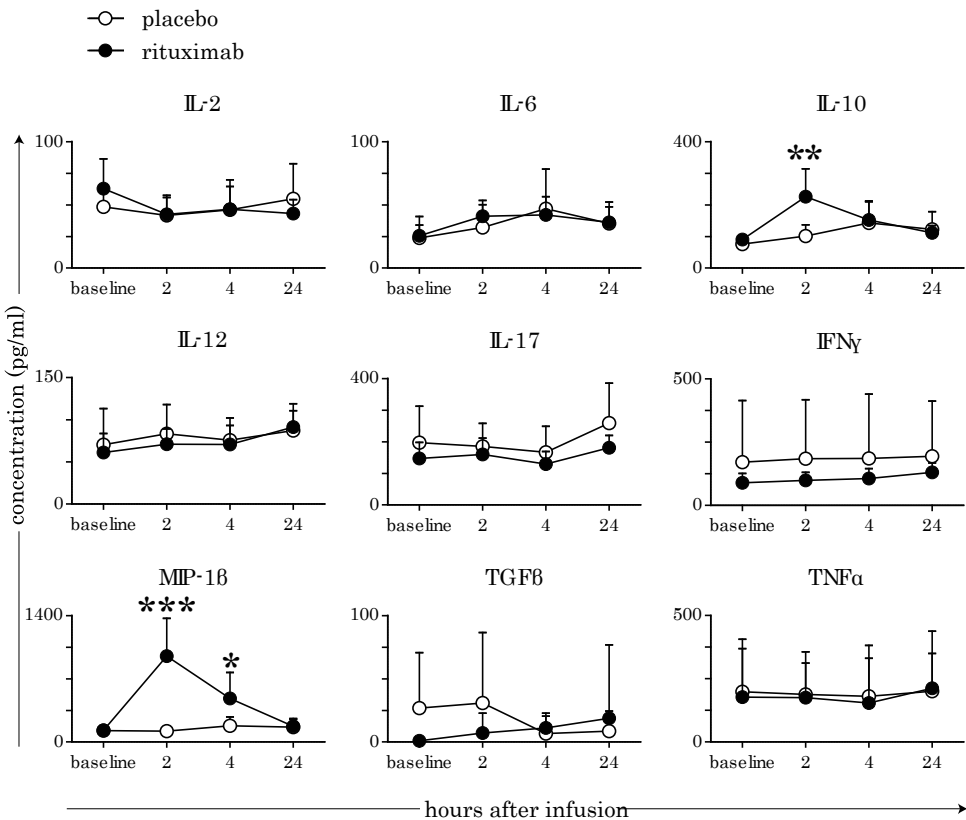 placebo
rituximab
IL-2
IL-6
IL-10
100
0
baseline 2 4 24
100
0
baseline 2 4 24
400
**
0
baseline 2 4 24
IL-12
IL-17
IFNγ
150
0
baseline 2 4 24
400
0
baseline 2 4 24
500
0
baseline 2 4 24
MIP-1ß
TGFß
TNFα
1400
***
*
0
baseline 2 4 24
100
0
baseline 2 4 24
500
0
baseline 2 4 24
concentration (pg/ml)
hours after infusion